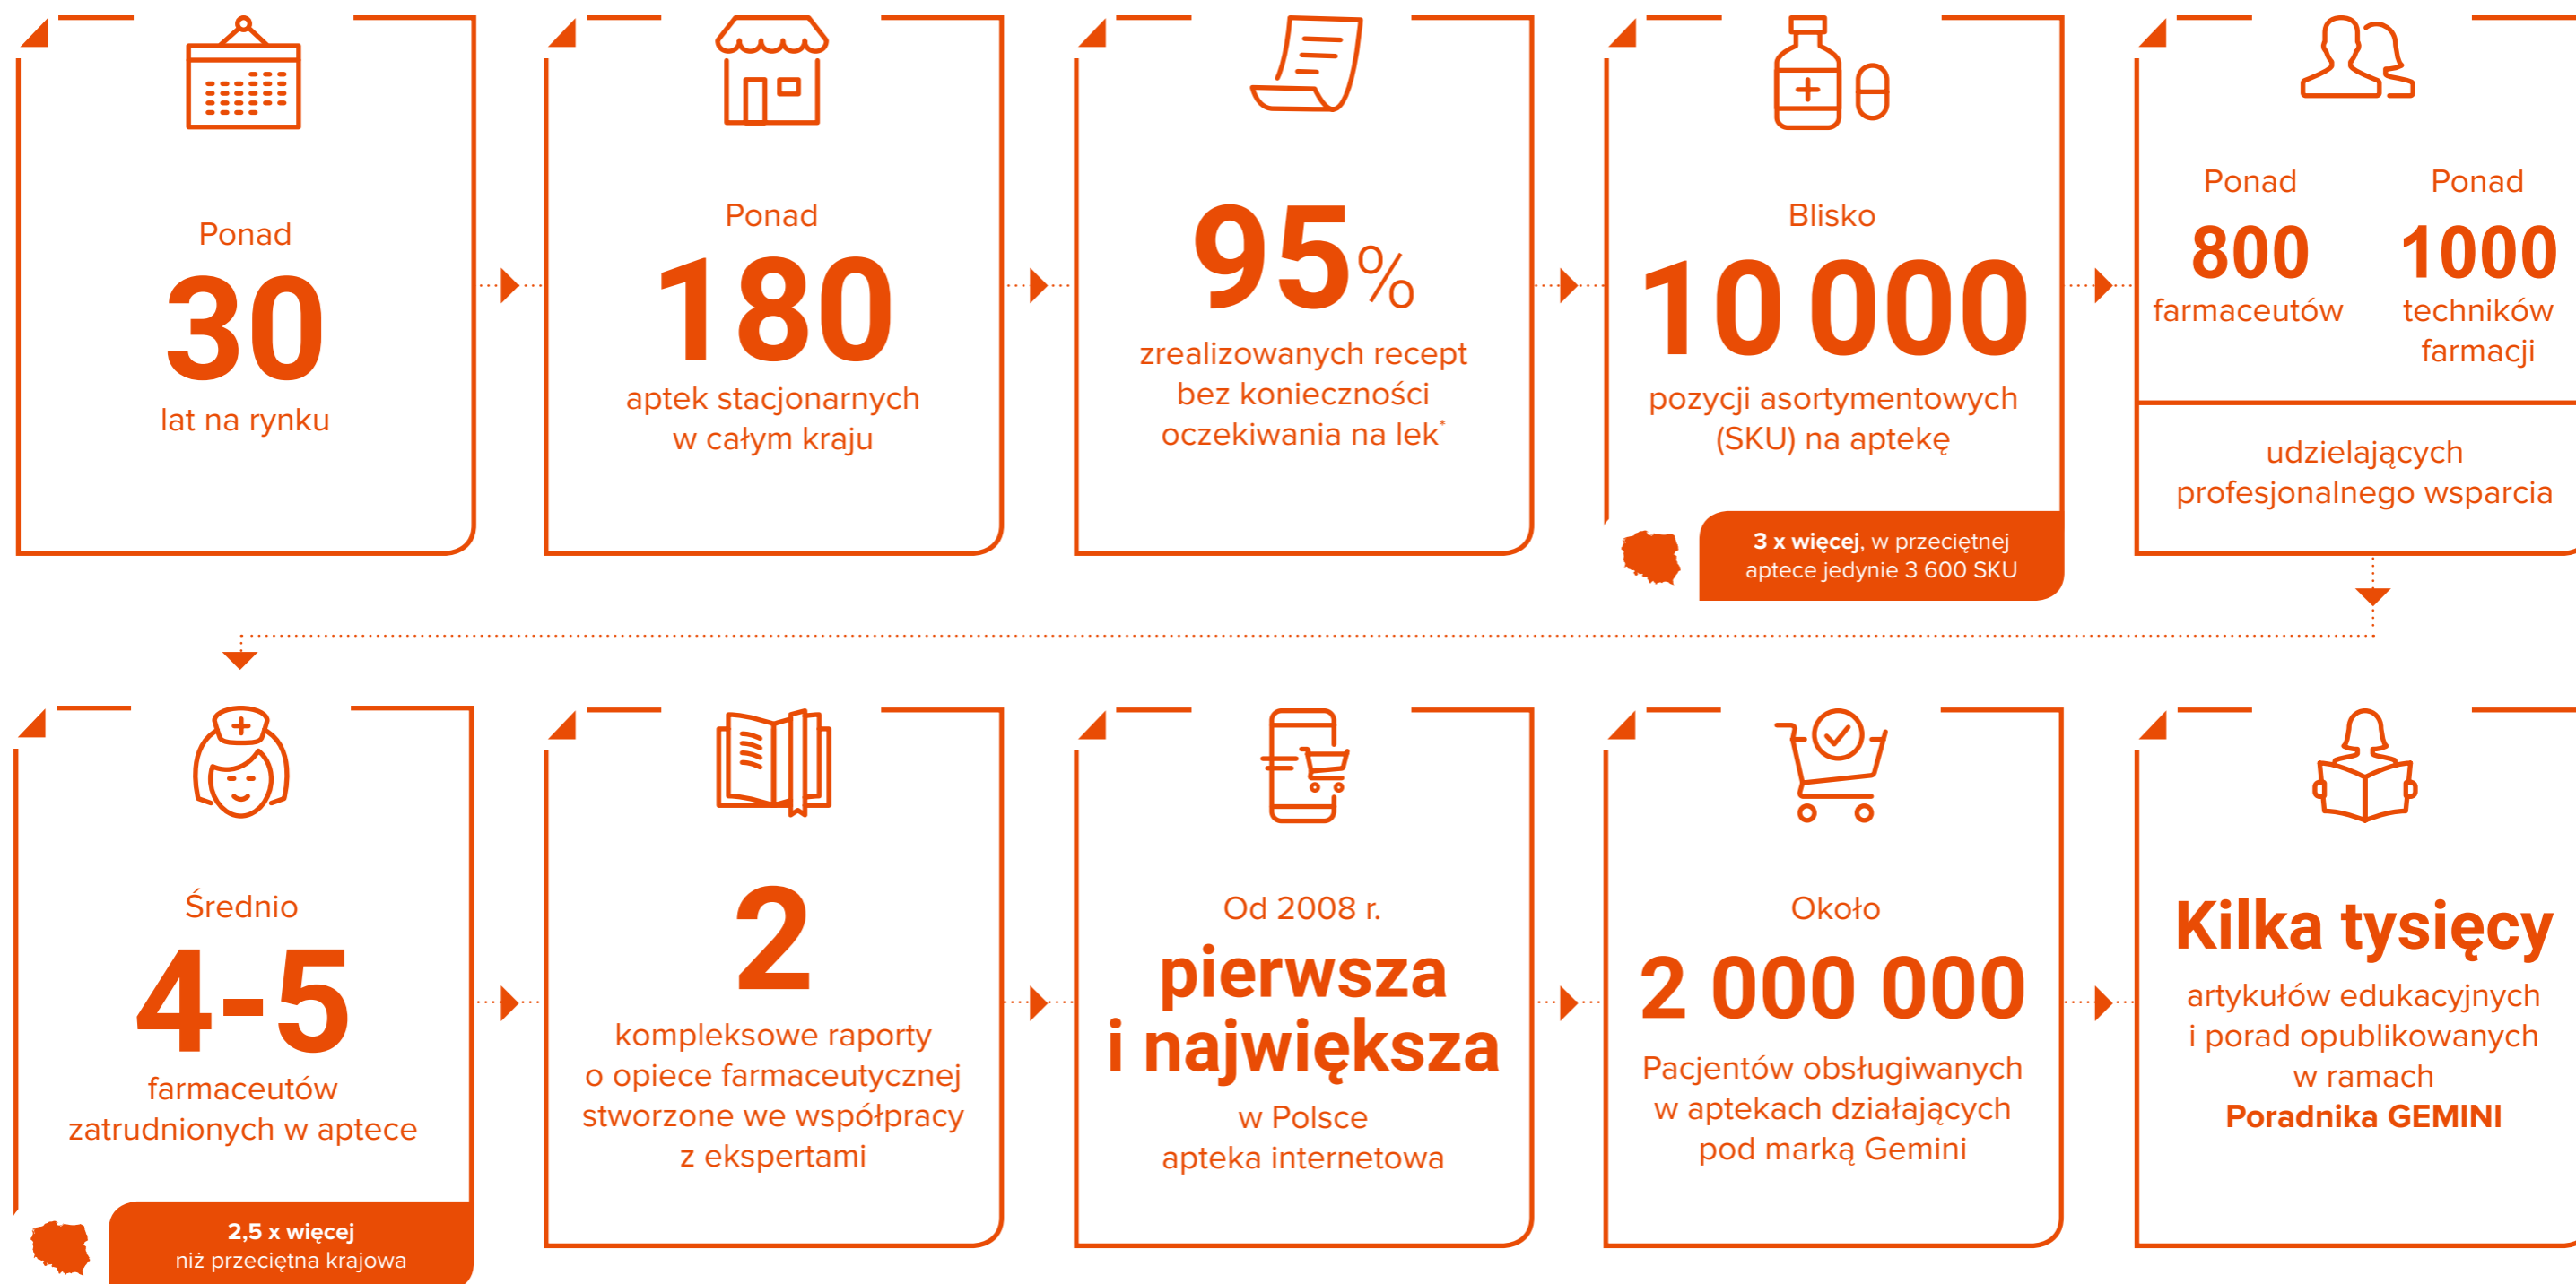 Ponad
30
lat na rynku
Ponad
180
aptek stacjonarnych
w całym kraju
95%
zrealizowanych recept
bez konieczności
oczekiwania na lek*
Blisko
10 000
pozycji asortymentowych
(SKU) na aptekę
3 x więcej, w przeciętnej
aptece jedynie 3 600 SKU
Ponad
800
farmaceutów
Ponad
1000
techników
farmacji
udzielających
profesjonalnego wsparcia
Średnio
4-5
farmaceutów
zatrudnionych w aptece
2,5 x więcej
niż przeciętna krajowa
2
kompleksowe raporty
o opiece farmaceutycznej
stworzone we współpracy
z ekspertami
Od 2008 r.
pierwsza
i największa
w Polsce
apteka internetowa
Około
2 000 000
Pacjentów obsługiwanych
w aptekach działających
pod marką Gemini
Kilka tysięcy
artykułów edukacyjnych
i porad opublikowanych
w ramach
Poradnika GEMINI